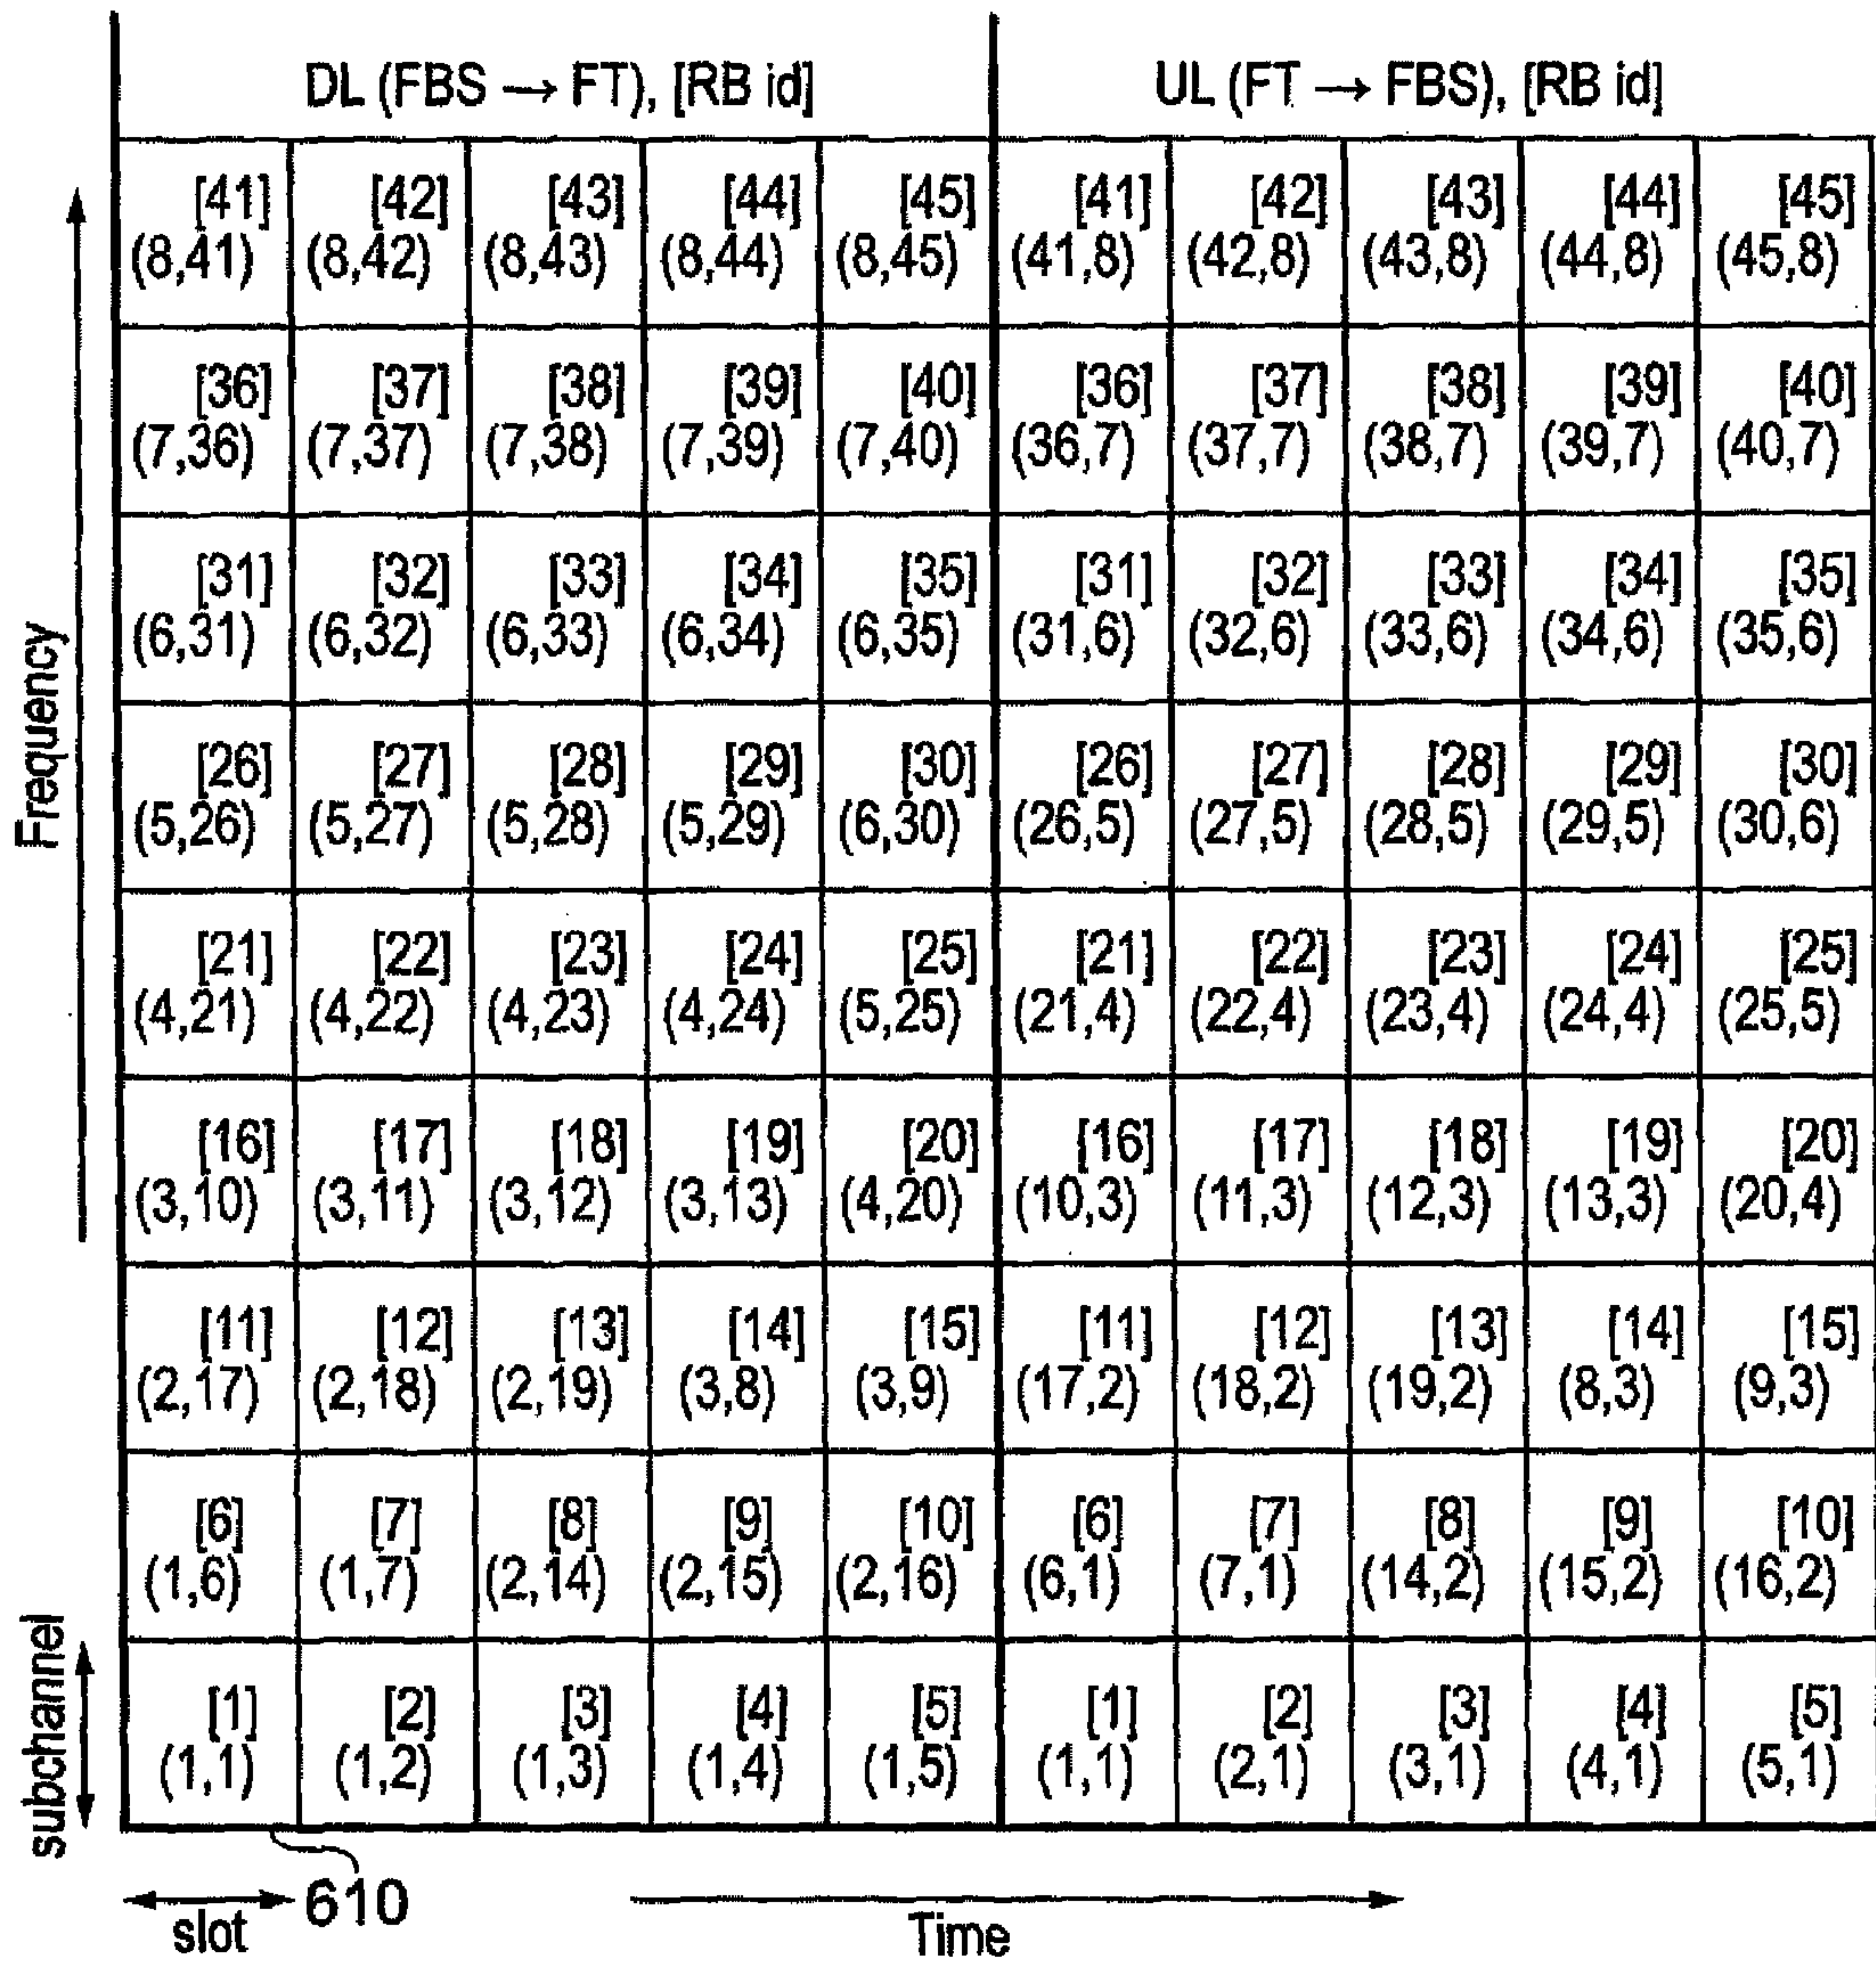 DL (FBS → FT), [RB id] UL (FT → FBS), [RB id]
[41] [42] [43] [44] [45] [41] [42] [43] [44] [45]
(8,41) (8,42) (8,43) (8,44) (8,45) (41,8) (42,8) (43,8) (44,8) (45,8)
[36] [37] [38] [39] [40] [36] [37] [38] [39] [40]
(7,36) (7,37) (7,38) (7,39) (7,40) (36,7) (37,7) (38,7) (39,7) (40,7)
[31] [32] [33] [34] [35] [31] [32] [33] [34] [35]
(6,31) (6,32) (6,33) (6,34) (6,35) (31,6) (32,6) (33,6) (34,6) (35,6)
[26] [27] [28] [29] [30] [26] [27] [28] [29] [30]
(5,26) (5,27) (5,28) (5,29) (6,30) (26,5) (27,5) (28,5) (29,5) (30,6)
[21] [22] [23] [24] [25] [21] [22] [23] [24] [25]
(4,21) (4,22) (4,23) (4,24) (5,25) (21,4) (22,4) (23,4) (24,4) (25,5)
[16] [17] [18] [19] [20] [16] [17] [18] [19] [20]
(3,10) (3,11) (3,12) (3,13) (4,20) (10,3) (11,3) (12,3) (13,3) (20,4)
[11] [12] [13] [14] [15] [11] [12] [13] [14] [15]
(2,17) (2,18) (2,19) (3,8) (3,9) (17,2) (18,2) (19,2) (8,3) (9,3)
[6] [7] [8] [9] [10] [6] [7] [8] [9] [10]
(1,6) (1,7) (2,14) (2,15) (2,16) (6,1) (7,1) (14,2) (15,2) (16,2)
[1] [2] [3] [4] [5] [1] [2] [3] [4] [5]
(1,1) (1,2) (1,3) (1,4) (1,5) (1,1) (2,1) (3,1) (4,1) (5,1)
Frequency
subchannel
slot
610
Time